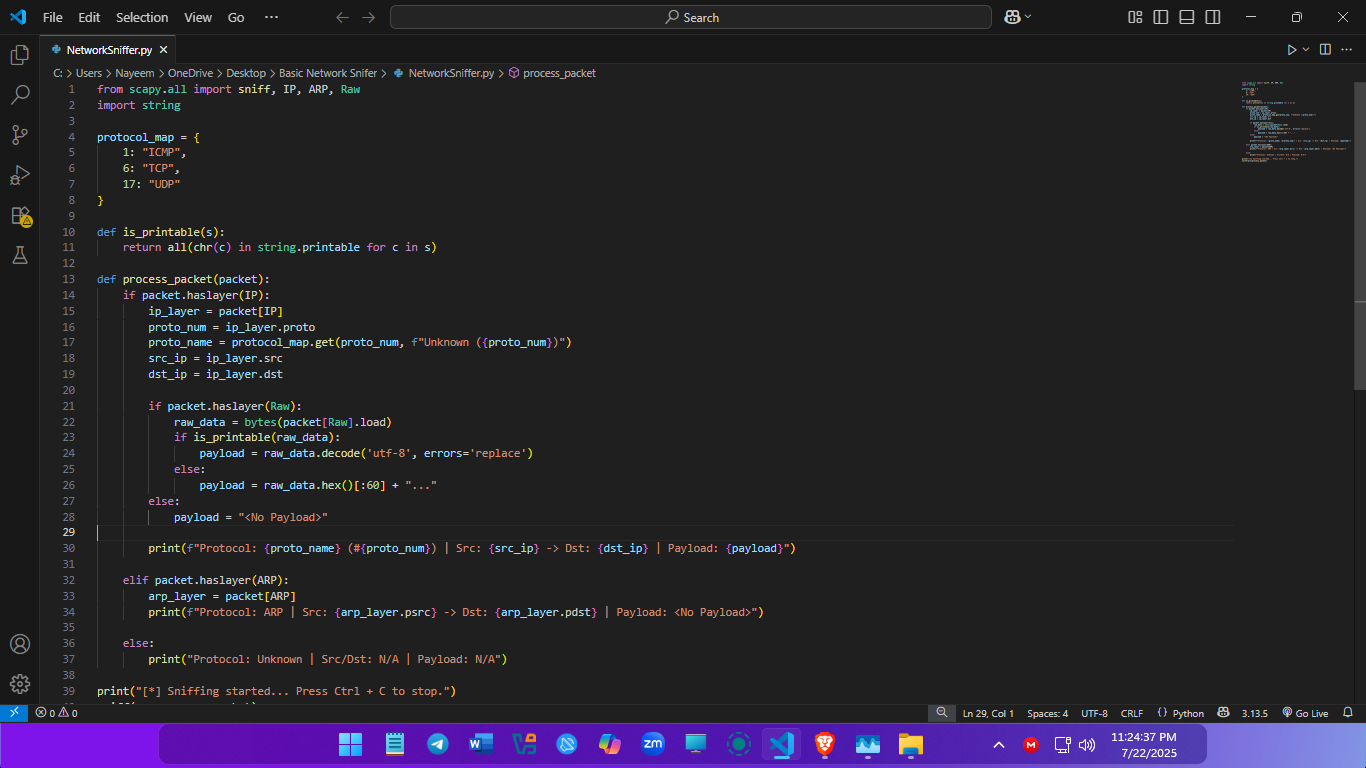 File Edit Selection View Go ··· Search
NetworkSniffer.py
C: > Users > Nayeem > OneDrive > Desktop > Basic Network Snifer > NetworkSniffer.py > process_packet
1 from scapy.all import sniff, IP, ARP, Raw
2 import string
3
4 protocol_map = {
5     1: "ICMP",
6     6: "TCP",
7     17: "UDP"
8 }
9
10 def is_printable(s):
11     return all(chr(c) in string.printable for c in s)
12
13 def process_packet(packet):
14     if packet.haslayer(IP):
15         ip_layer = packet[IP]
16         proto_num = ip_layer.proto
17         proto_name = protocol_map.get(proto_num, f"Unknown ({proto_num})")
18         src_ip = ip_layer.src
19         dst_ip = ip_layer.dst
20
21         if packet.haslayer(Raw):
22             raw_data = bytes(packet[Raw].load)
23             if is_printable(raw_data):
24                 payload = raw_data.decode('utf-8', errors='replace')
25             else:
26                 payload = raw_data.hex()[:60] + "..."
27         else:
28             payload = "<No Payload>"
29
30         print(f"Protocol: {proto_name} (#{proto_num}) | Src: {src_ip} -> Dst: {dst_ip} | Payload: {payload}")
31
32     elif packet.haslayer(ARP):
33         arp_layer = packet[ARP]
34         print(f"Protocol: ARP | Src: {arp_layer.psrc} -> Dst: {arp_layer.pdst} | Payload: <No Payload>")
35
36     else:
37         print("Protocol: Unknown | Src/Dst: N/A | Payload: N/A")
38
39 print("[*] Sniffing started... Press Ctrl + C to stop.")
0 0 Ln 29, Col 1 Spaces: 4 UTF-8 CRLF {} Python 3.13.5 Go Live
11:24:37 PM
7/22/2025